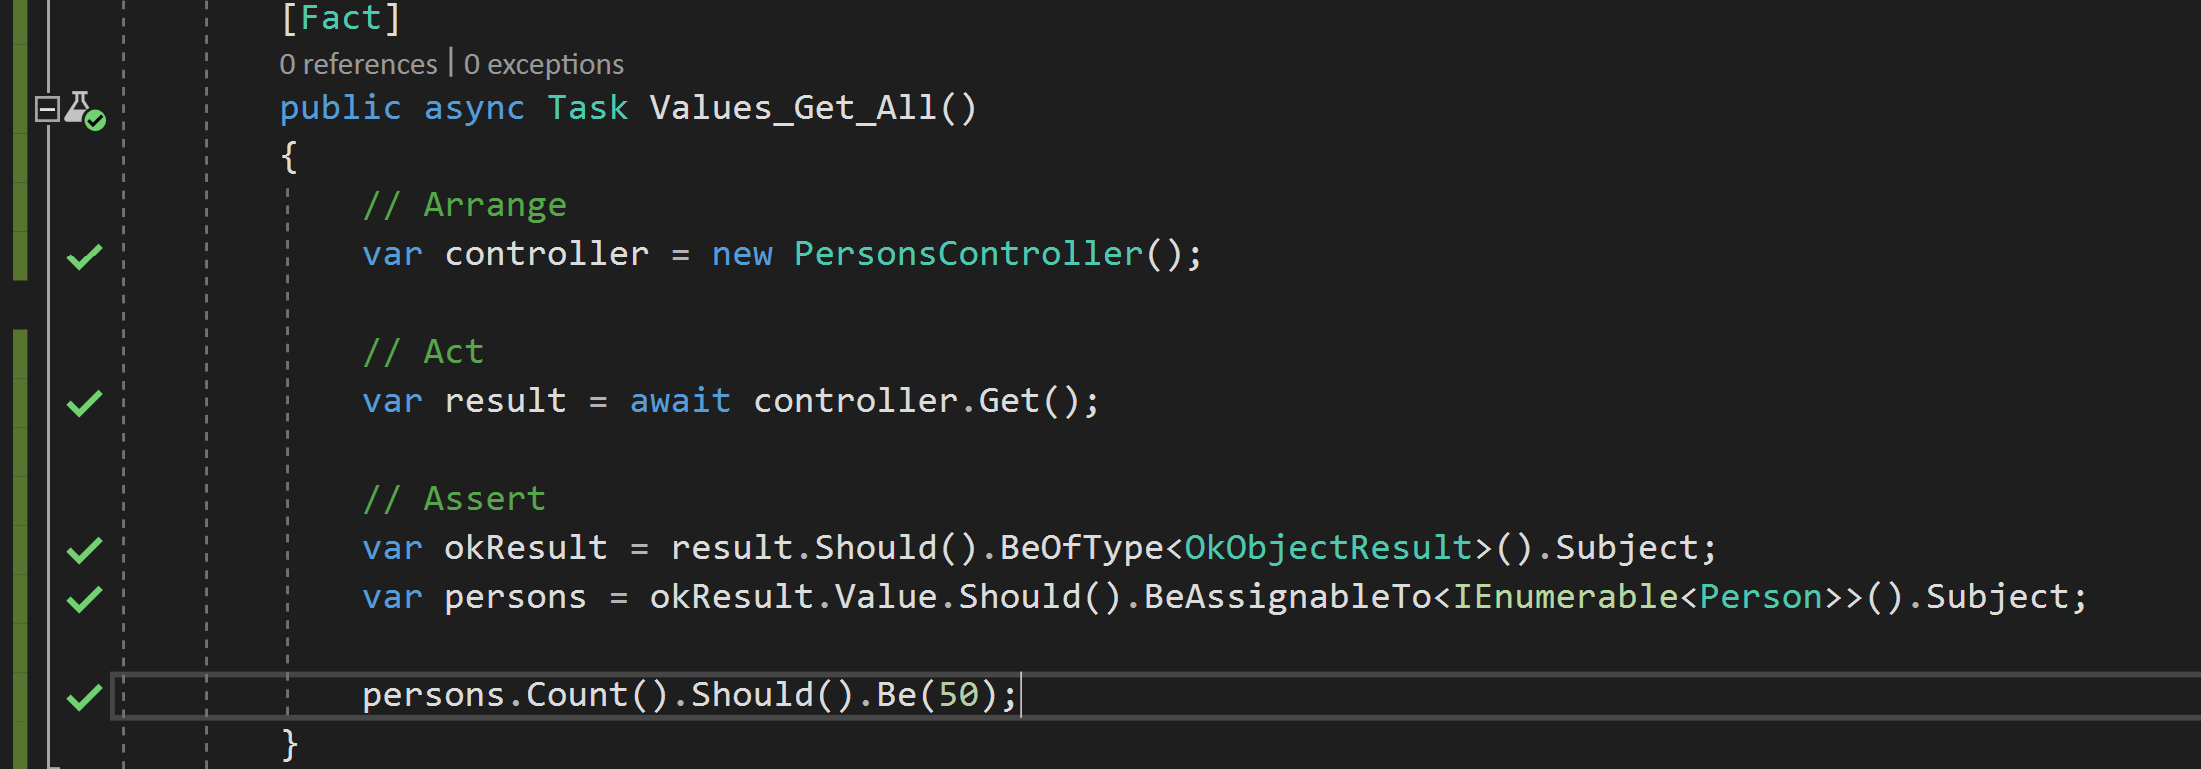 [Fact]
0 references | 0 exceptions
public async Task Values_Get_All()
{
// Arrange
var controller = new PersonsController();
// Act
var result = await controller.Get();
// Assert
var okResult = result.Should().BeOfType<OkObjectResult>().Subject;
var persons = okResult.Value.Should().BeAssignableTo<IEnumerable<Person>>().Subject;
persons.Count().Should().Be(50);
}